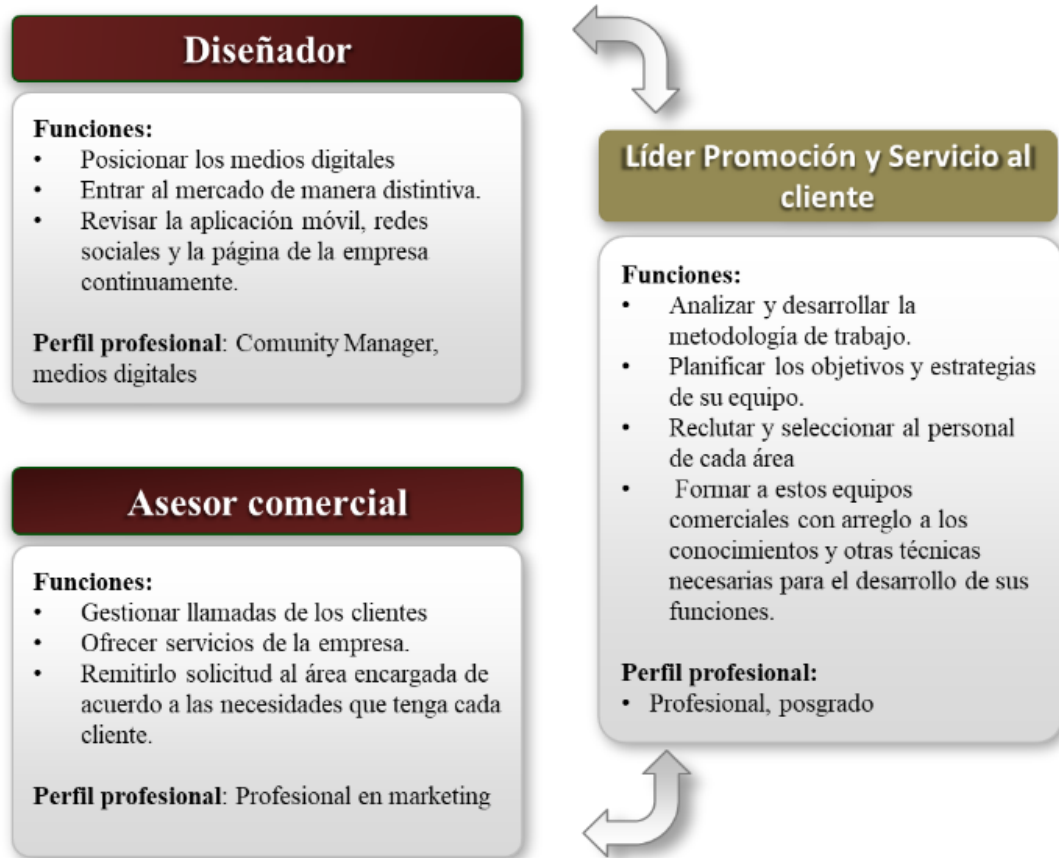 Diseñador
Funciones:
• Posicionar los medios digitales
• Entrar al mercado de manera distintiva.
• Revisar la aplicación móvil, redes
sociales y la página de la empresa
continuamente.
Perfil profesional: Comunity Manager,
medios digitales
Asesor comercial
Funciones:
• Gestionar llamadas de los clientes
• Ofrecer servicios de la empresa.
• Remitirlo solicitud al área encargada de
acuerdo a las necesidades que tenga cada
cliente.
Perfil profesional: Profesional en marketing
Líder Promoción y Servicio al
cliente
Funciones:
• Analizar y desarrollar la
metodología de trabajo.
• Planificar los objetivos y estrategias
de su equipo.
• Reclutar y seleccionar al personal
de cada área
• Formar a estos equipos
comerciales con arreglo a los
conocimientos y otras técnicas
necesarias para el desarrollo de sus
funciones.
Perfil profesional:
• Profesional, posgrado